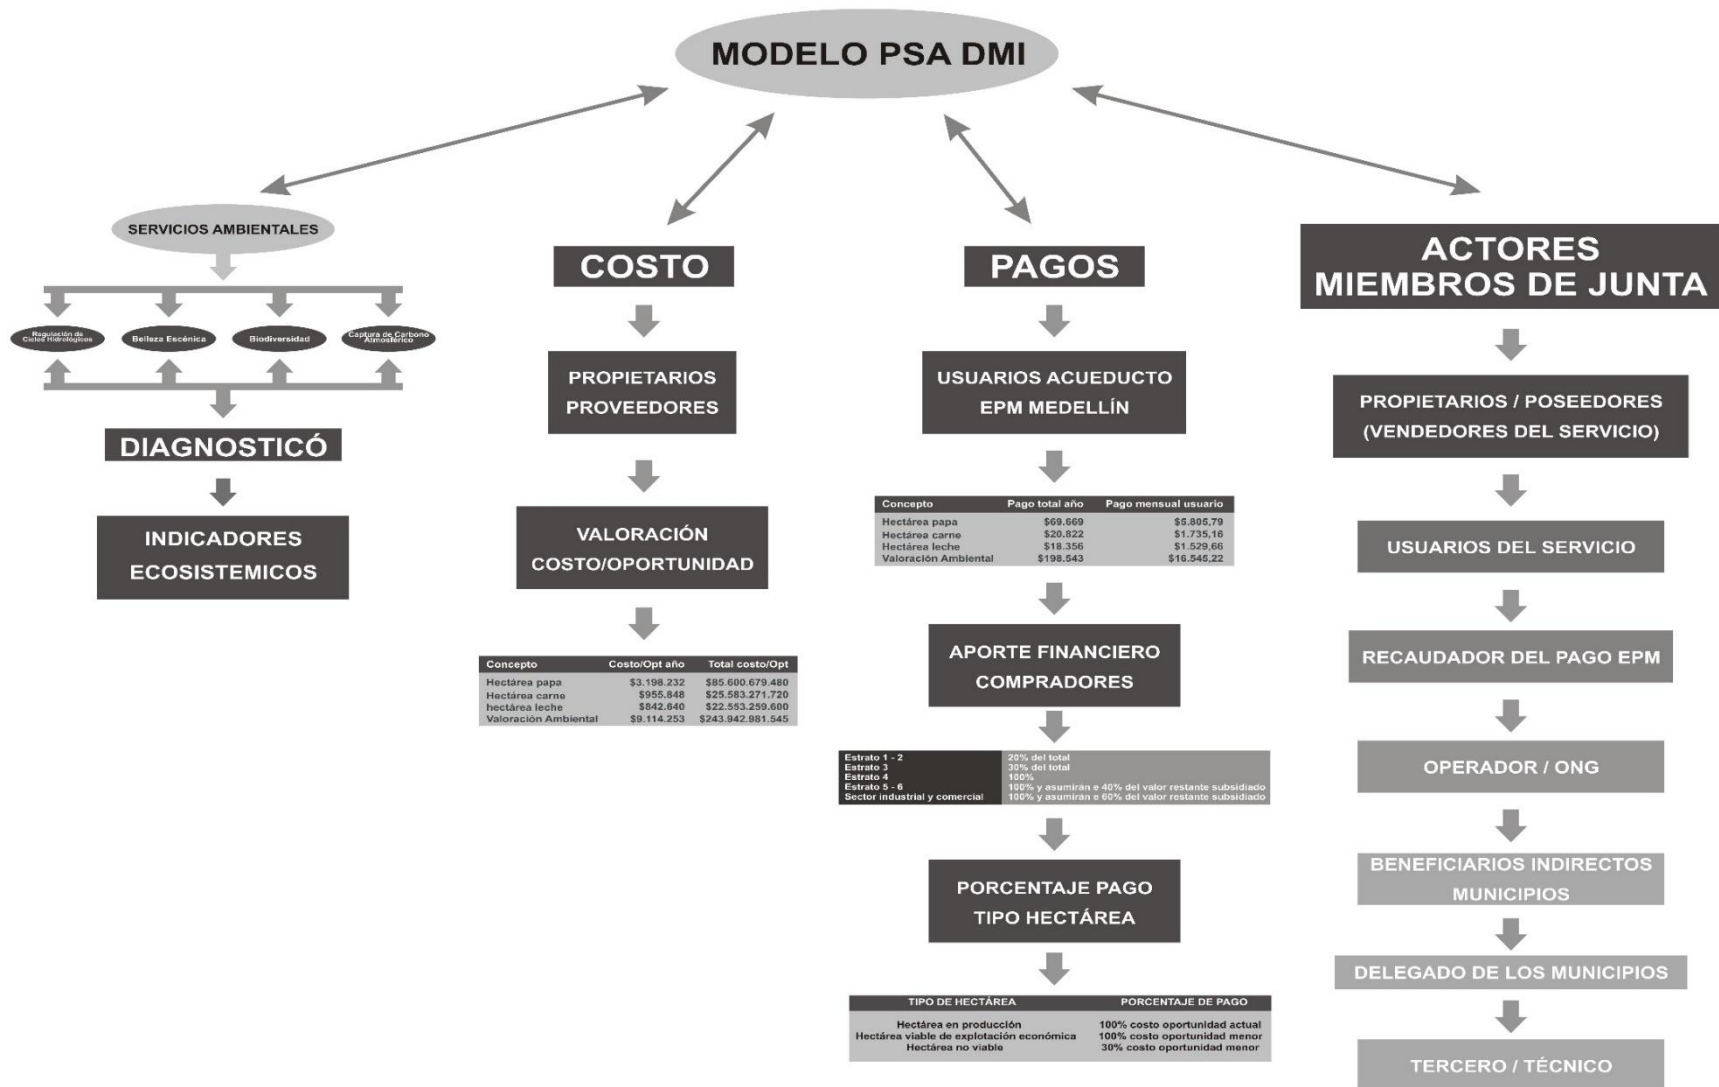 MODELO PSA DMI
SERVICIOS AMBIENTALES
Regulación de
Ciclos Hidrológicos
Belleza Escénica
Biodiversidad
Captura de Carbono
Atmosférico
DIAGNOSTICÓ
INDICADORES
ECOSISTEMICOS
COSTO
PROPIETARIOS
PROVEEDORES
VALORACIÓN
COSTO/OPORTUNIDAD
Concepto Costo/Opt año Total costo/Opt
Hectárea papa $3.198.232 $85.600.679.480
Hectárea carne $955.848 $25.583.271.720
hectárea leche $842.640 $22.553.259.600
Valoración Ambiental $9.114.253 $243.942.981.545
PAGOS
USUARIOS ACUEDUCTO
EPM MEDELLÍN
Concepto Pago total año Pago mensual usuario
Hectárea papa $69.669 $5.805,79
Hectárea carne $20.822 $1.735,16
Hectárea leche $18.356 $1.529,66
Valoración Ambiental $198.543 $16.545,22
APORTE FINANCIERO
COMPRADORES
Estrato 1 - 2 20% del total
Estrato 3 30% del total
Estrato 4 100%
Estrato 5 - 6 100% y asumirán e 40% del valor restante subsidiado
Sector industrial y comercial 100% y asumirán e 60% del valor restante subsidiado
PORCENTAJE PAGO
TIPO HECTÁREA
TIPO DE HECTÁREA PORCENTAJE DE PAGO
Hectárea en producción 100% costo oportunidad actual
Hectárea viable de explotación económica 100% costo oportunidad menor
Hectárea no viable 30% costo oportunidad menor
ACTORES
MIEMBROS DE JUNTA
PROPIETARIOS / POSEEDORES
(VENDEDORES DEL SERVICIO)
USUARIOS DEL SERVICIO
RECAUDADOR DEL PAGO EPM
OPERADOR / ONG
BENEFICIARIOS INDIRECTOS
MUNICIPIOS
DELEGADO DE LOS MUNICIPIOS
TERCERO / TÉCNICO